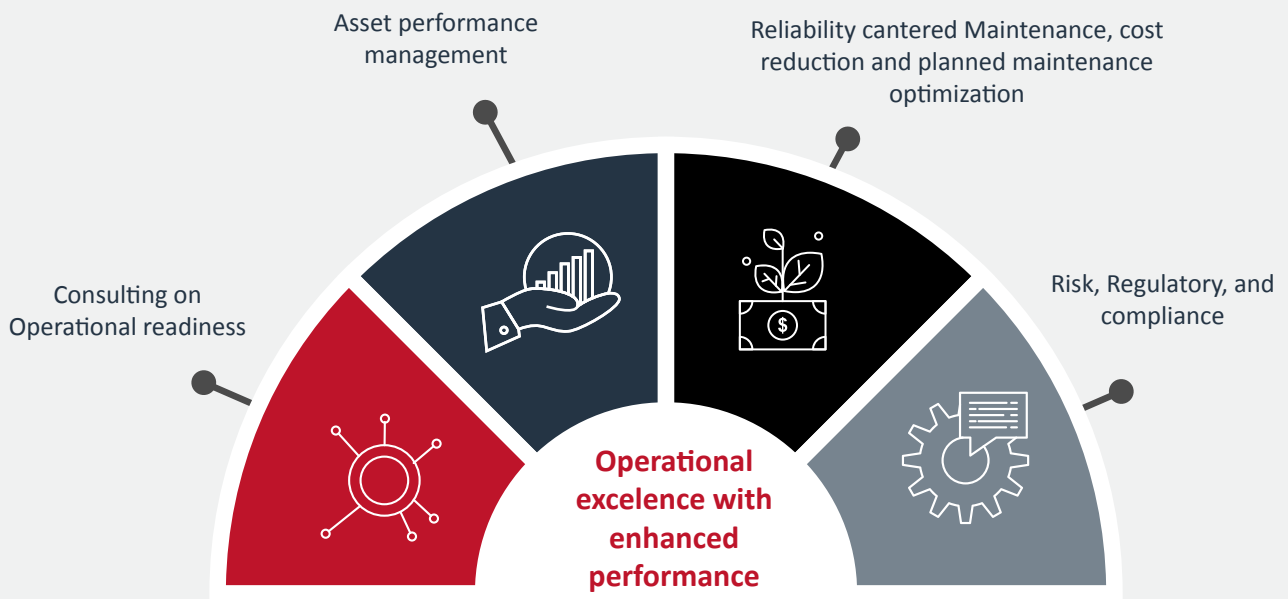 Asset performance
management
Reliability cantered Maintenance, cost
reduction and planned maintenance
optimization
Consulting on
Operational readiness
Risk, Regulatory, and
compliance
$
Operational
excelence with
enhanced
performance